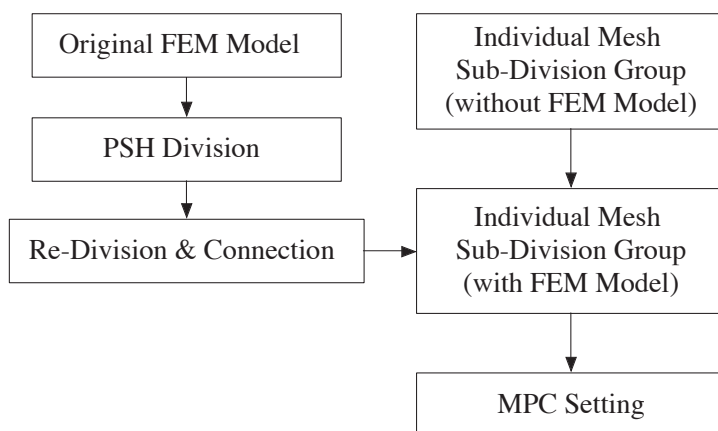 Original FEM Model
PSH Division
Re-Division & Connection
Individual Mesh
Sub-Division Group
(without FEM Model)
Individual Mesh
Sub-Division Group
(with FEM Model)
MPC Setting